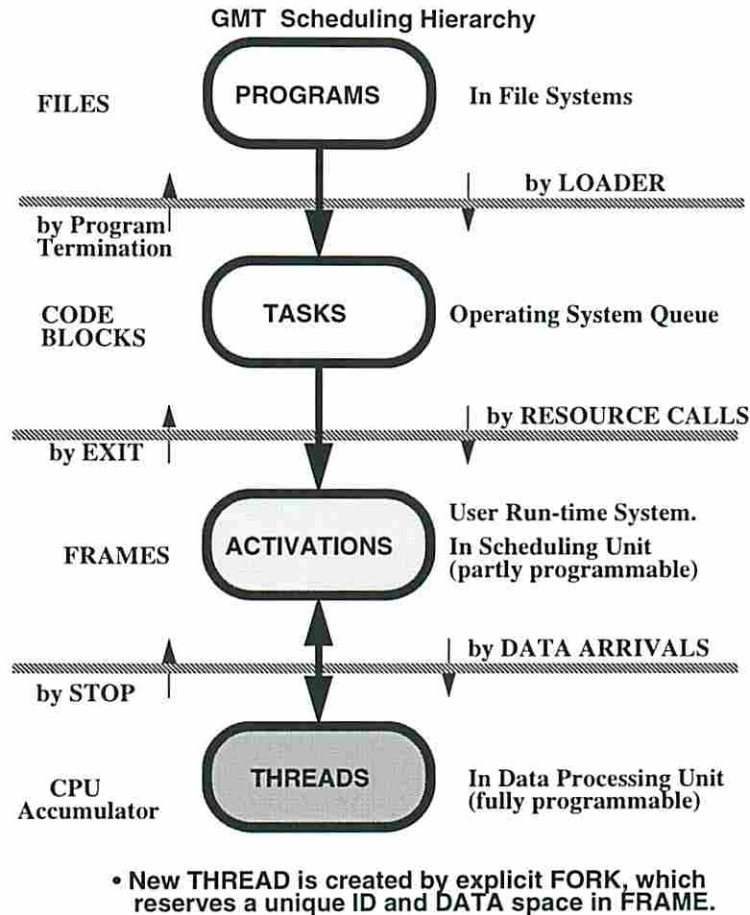 GMT Scheduling Hierarchy
FILES
PROGRAMS
In File Systems
by LOADER
by Program
Termination
CODE
BLOCKS
TASKS
Operating System Queue
by RESOURCE CALLS
by EXIT
FRAMES
ACTIVATIONS
User Run-time System.
In Scheduling Unit
(partly programmable)
by DATA ARRIVALS
by STOP
CPU
Accumulator
THREADS
In Data Processing Unit
(fully programmable)
• New THREAD is created by explicit FORK, which
reserves a unique ID and DATA space in FRAME.